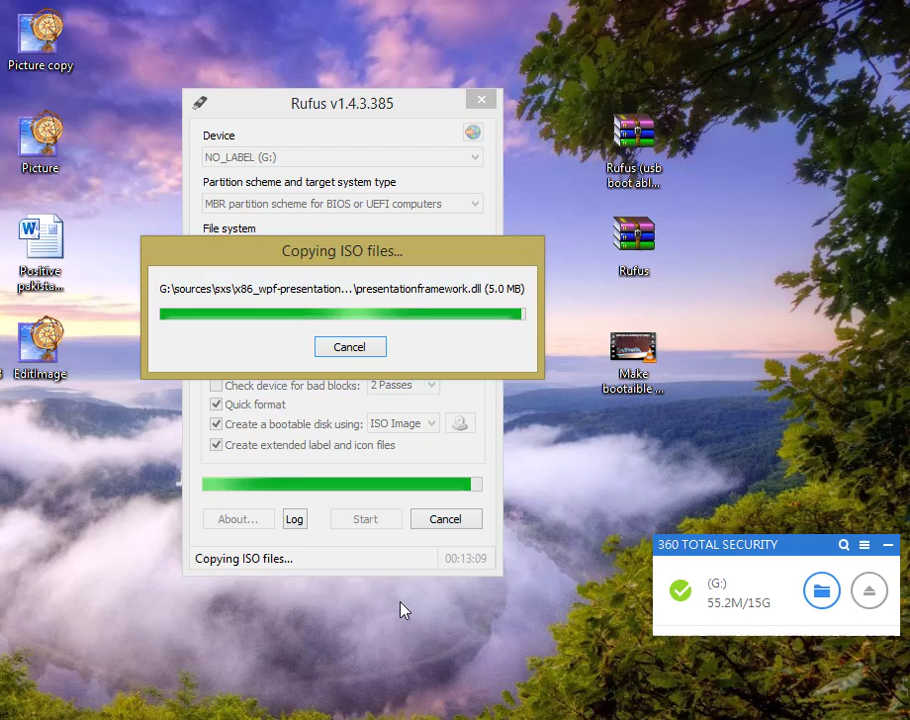 Picture copy
Picture
Positive
pakista...
EditImage
Rufus v1.4.3.385
Device
NO_LABEL (G:)
Partition scheme and target system type
MBR partition scheme for BIOS or UEFI computers
File system
Copying ISO files...
G:\sources\sxs\x86_wpf-presentation...\presentationframework.dll (5.0 MB)
Cancel
Check device for bad blocks:
2 Passes
Quick format
Create a bootable disk using:
ISO Image
Create extended label and icon files
About...
Log
Start
Cancel
Copying ISO files...
00:13:09
Rufus (usb
boot abl...
Rufus
Make
bootaible ...
360 TOTAL SECURITY
(G:)
55.2M/15G